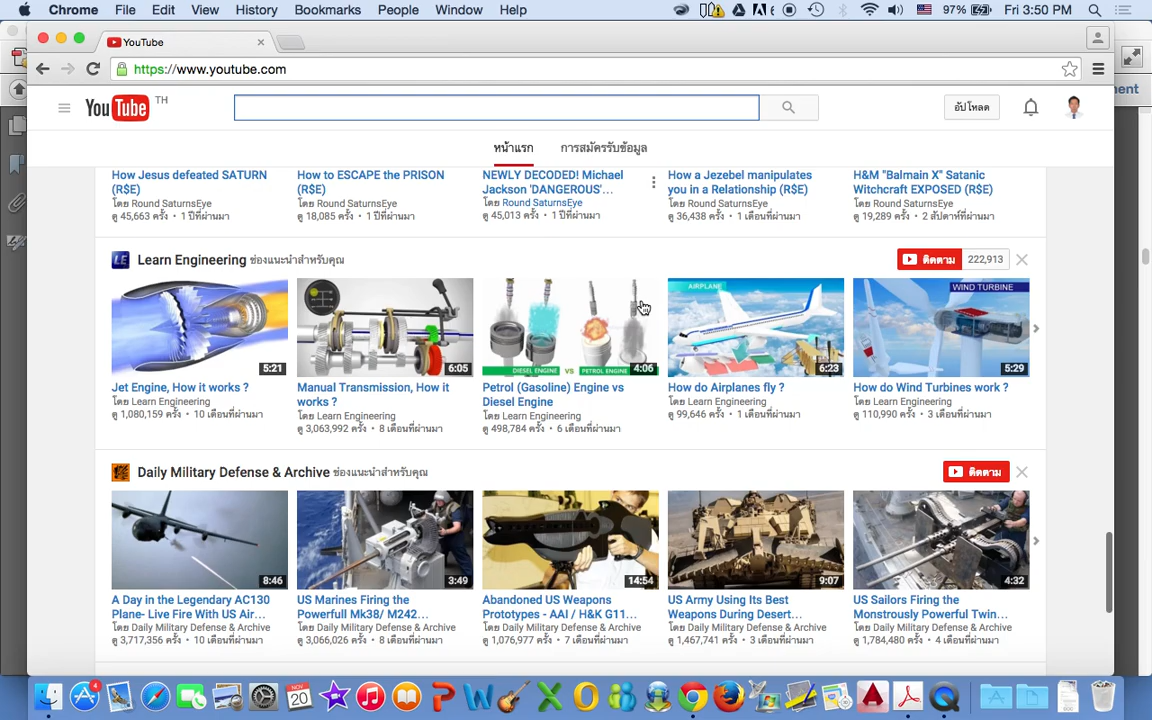 Chrome File Edit View History Bookmarks People Window Help 97% Fri 3:50 PM
YouTube
https://www.youtube.com
YouTube TH อัปโหลด
หน้าแรก การสมัครรับข้อมูล
How Jesus defeated SATURN (R$E)
โดย Round SaturnsEye
ดู 45,663 ครั้ง • 1 ปีที่ผ่านมา
How to ESCAPE the PRISON (R$E)
โดย Round SaturnsEye
ดู 18,085 ครั้ง • 1 ปีที่ผ่านมา
NEWLY DECODED! Michael Jackson 'DANGEROUS'...
โดย Round SaturnsEye
ดู 45,013 ครั้ง • 1 ปีที่ผ่านมา
How a Jezebel manipulates you in a Relationship (R$E)
โดย Round SaturnsEye
ดู 36,438 ครั้ง • 1 เดือนที่ผ่านมา
H&M "Balmain X" Satanic Witchcraft EXPOSED (R$E)
โดย Round SaturnsEye
ดู 19,289 ครั้ง • 2 สัปดาห์ที่ผ่านมา
LE Learn Engineering ช่องแนะนำสำหรับคุณ ติดตาม 222,913
5:21
Jet Engine, How it works ?
โดย Learn Engineering
ดู 1,080,159 ครั้ง • 10 เดือนที่ผ่านมา
6:05
Manual Transmission, How it works ?
โดย Learn Engineering
ดู 3,063,992 ครั้ง • 8 เดือนที่ผ่านมา
DIESEL ENGINE VS PETROL ENGINE 4:06
Petrol (Gasoline) Engine vs Diesel Engine
โดย Learn Engineering
ดู 498,784 ครั้ง • 6 เดือนที่ผ่านมา
AIRPLANE
6:23
How do Airplanes fly ?
โดย Learn Engineering
ดู 99,646 ครั้ง • 1 เดือนที่ผ่านมา
WIND TURBINE
5:29
How do Wind Turbines work ?
โดย Learn Engineering
ดู 110,990 ครั้ง • 3 เดือนที่ผ่านมา
Daily Military Defense & Archive ช่องแนะนำสำหรับคุณ ติดตาม
8:46
A Day in the Legendary AC130 Plane- Live Fire With US Air...
โดย Daily Military Defense & Archive
ดู 3,717,356 ครั้ง • 10 เดือนที่ผ่านมา
3:49
US Marines Firing the Powerfull Mk38/ M242...
โดย Daily Military Defense & Archive
ดู 3,066,026 ครั้ง • 8 เดือนที่ผ่านมา
14:54
Abandoned US Weapons Prototypes - AAI / H&K G11...
โดย Daily Military Defense & Archive
ดู 1,076,977 ครั้ง • 7 เดือนที่ผ่านมา
9:07
US Army Using Its Best Weapons During Desert...
โดย Daily Military Defense & Archive
ดู 1,467,741 ครั้ง • 3 เดือนที่ผ่านมา
4:32
US Sailors Firing the Monstrously Powerful Twin...
โดย Daily Military Defense & Archive
ดู 1,784,480 ครั้ง • 4 เดือนที่ผ่านมา
4
NOV
20